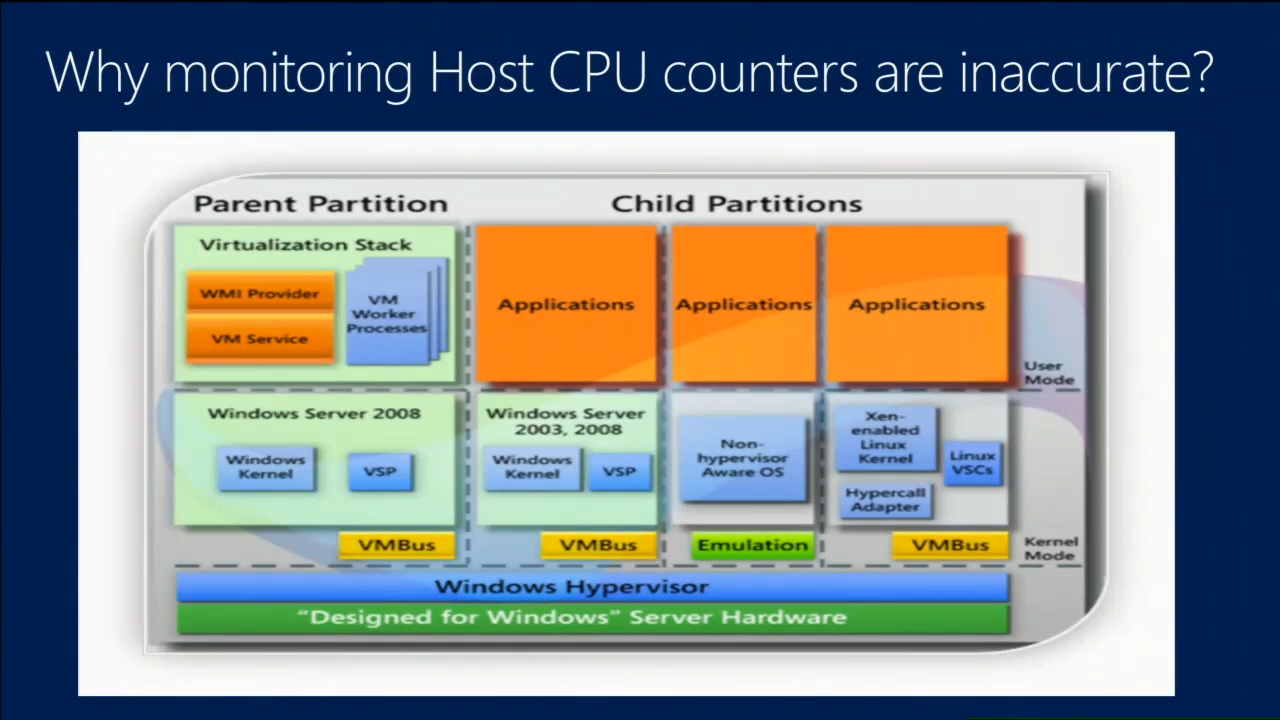 Why monitoring Host CPU counters are inaccurate?
Parent Partition
Child Partitions
Virtualization Stack
WMI Provider
VM Service
VM
Worker
Processes
Applications
Applications
Applications
User
Mode
Windows Server 2008
Windows
Kernel
VSP
Windows Server
2003, 2008
Windows
Kernel
VSP
Non-
hypervisor
Aware OS
Xen-
enabled
Linux
Kernel
Linux
VSCs
Hypercall
Adapter
VMBus
VMBus
Emulation
VMBus
Kernel
Mode
Windows Hypervisor
“Designed for Windows” Server Hardware